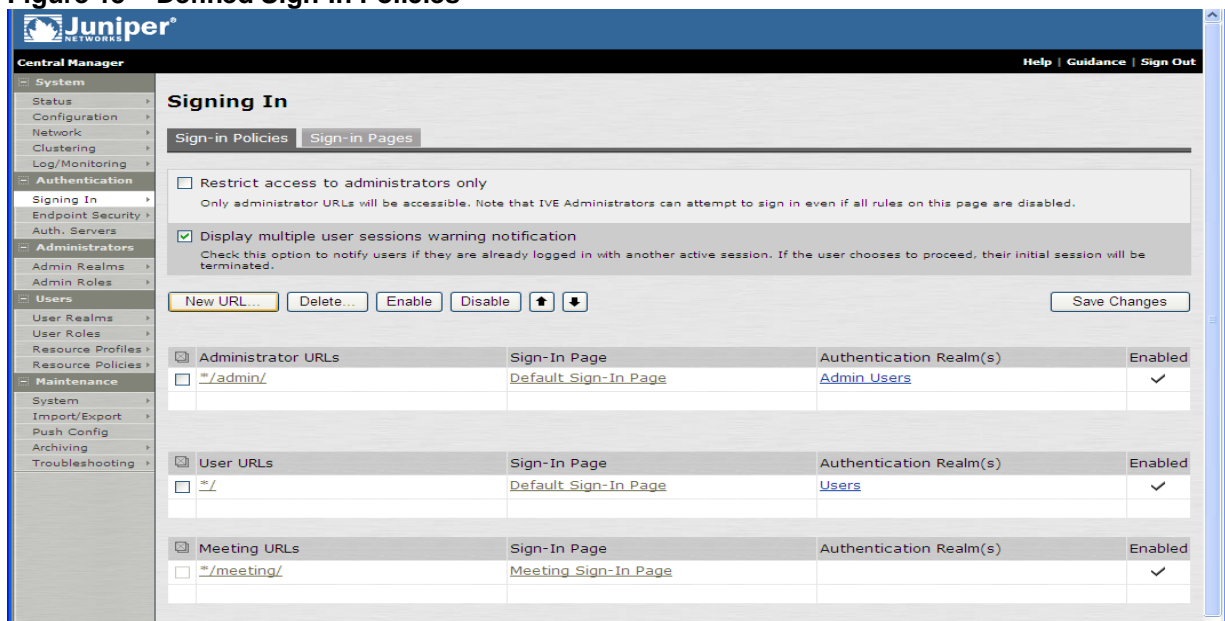 Juniper®
NETWORKS
Central Manager
Help | Guidance | Sign Out
System
Status
Configuration
Network
Clustering
Log/Monitoring
Authentication
Signing In
Endpoint Security
Auth. Servers
Administrators
Admin Realms
Admin Roles
Users
User Realms
User Roles
Resource Profiles
Resource Policies
Maintenance
System
Import/Export
Push Config
Archiving
Troubleshooting
Signing In
Sign-in Policies Sign-in Pages
Restrict access to administrators only
Only administrator URLs will be accessible. Note that IVE Administrators can attempt to sign in even if all rules on this page are disabled.
Display multiple user sessions warning notification
Check this option to notify users if they are already logged in with another active session. If the user chooses to proceed, their initial session will be
terminated.
New URL... Delete... Enable Disable Save Changes
Administrator URLs Sign-In Page Authentication Realm(s) Enabled
*/admin/ Default Sign-In Page Admin Users
User URLs Sign-In Page Authentication Realm(s) Enabled
*/ Default Sign-In Page Users
Meeting URLs Sign-In Page Authentication Realm(s) Enabled
*/meeting/ Meeting Sign-In Page